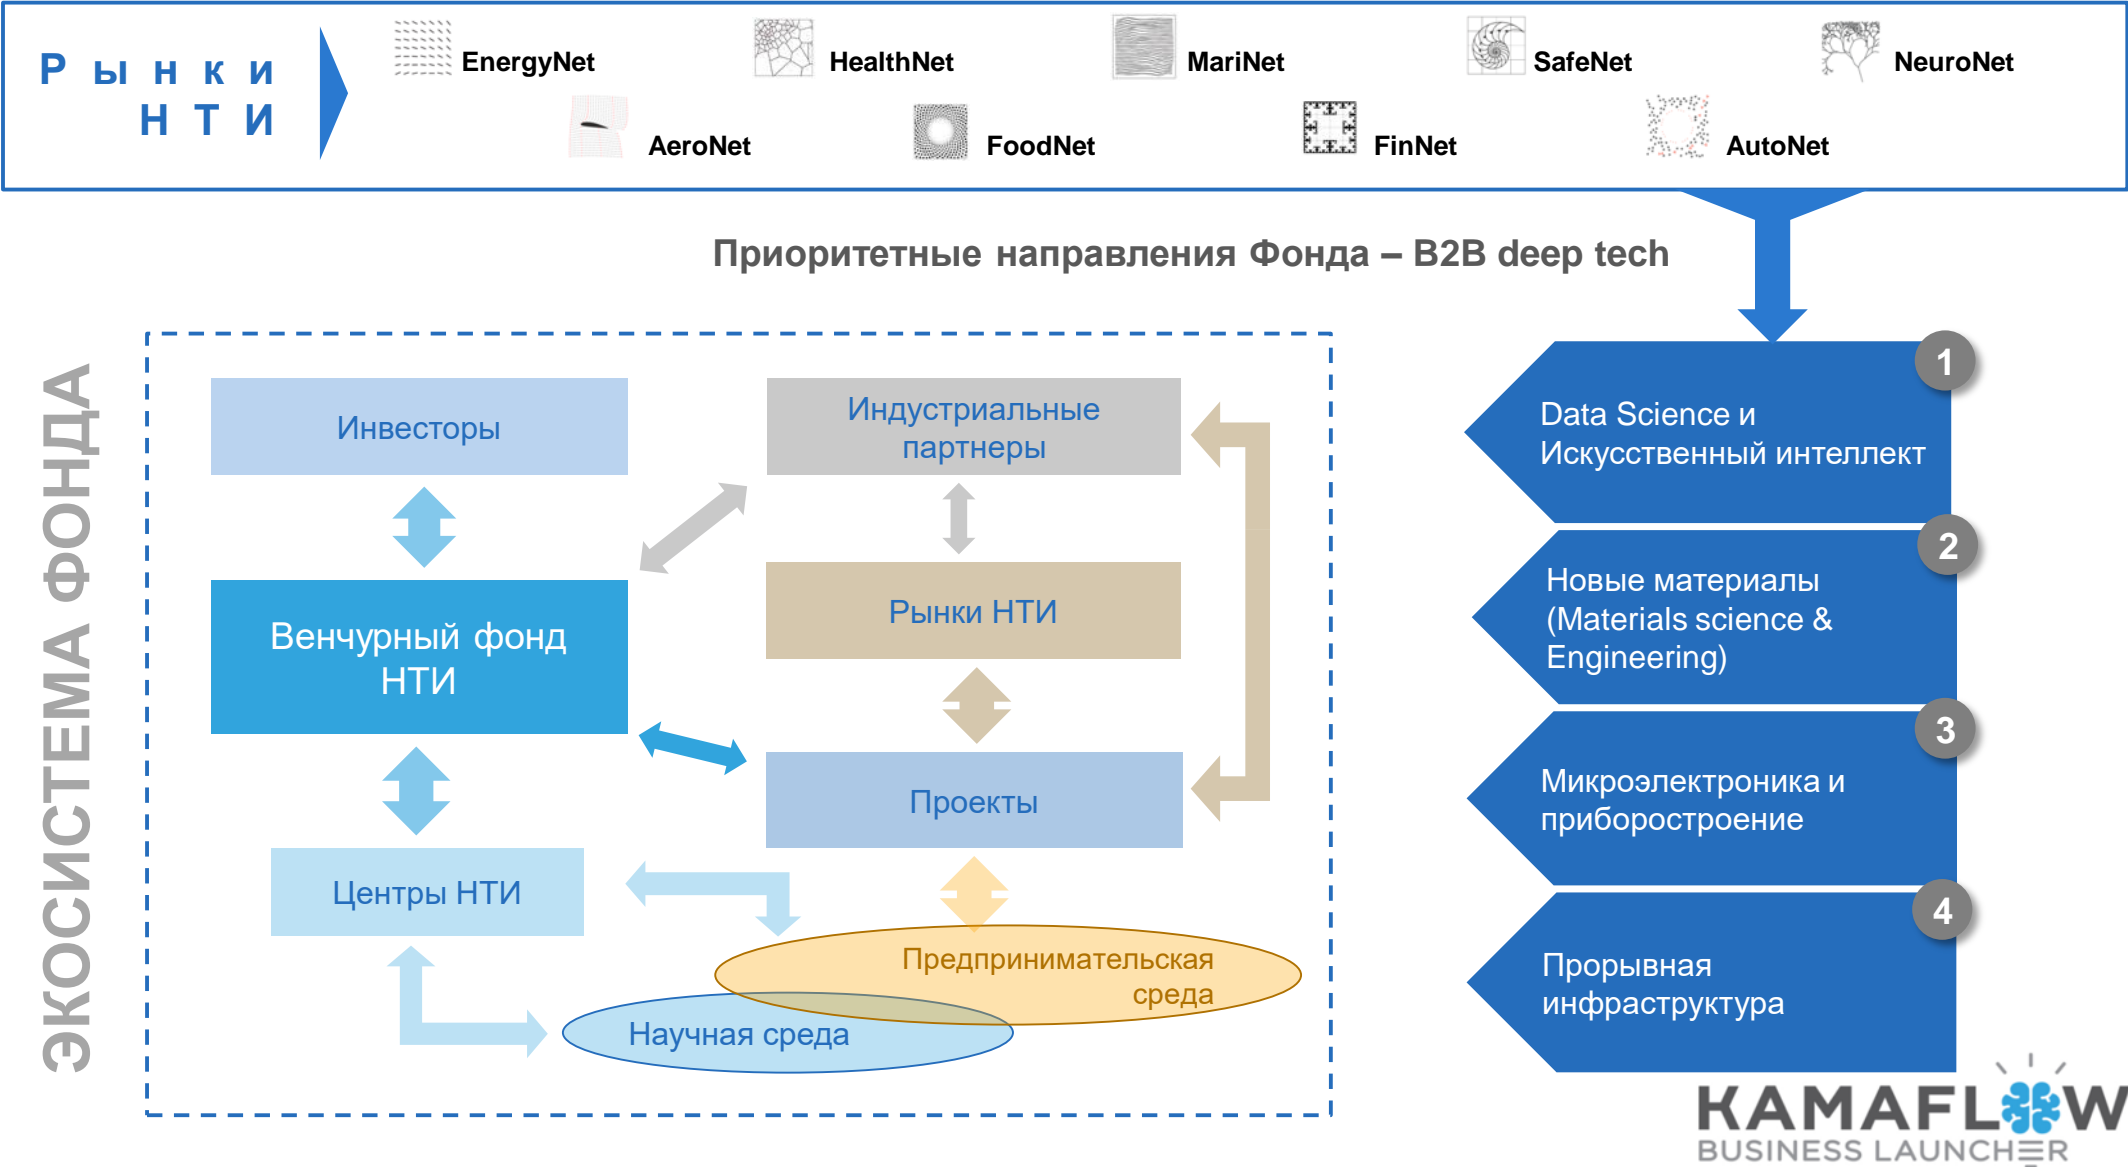 Рынки
НТИ
EnergyNet
HealthNet
MariNet
SafeNet
NeuroNet
AeroNet
FoodNet
FinNet
AutoNet
Приоритетные направления Фонда – B2B deep tech
ЭКОСИСТЕМА ФОНДА
Инвесторы
Индустриальные
партнеры
Венчурный фонд
НТИ
Рынки НТИ
Проекты
Центры НТИ
Предпринимательская
среда
Научная среда
1
Data Science и
Искусственный интеллект
2
Новые материалы
(Materials science &
Engineering)
3
Микроэлектроника и
приборостроение
4
Прорывная
инфраструктура
KAMAFLOW
BUSINESS LAUNCHER